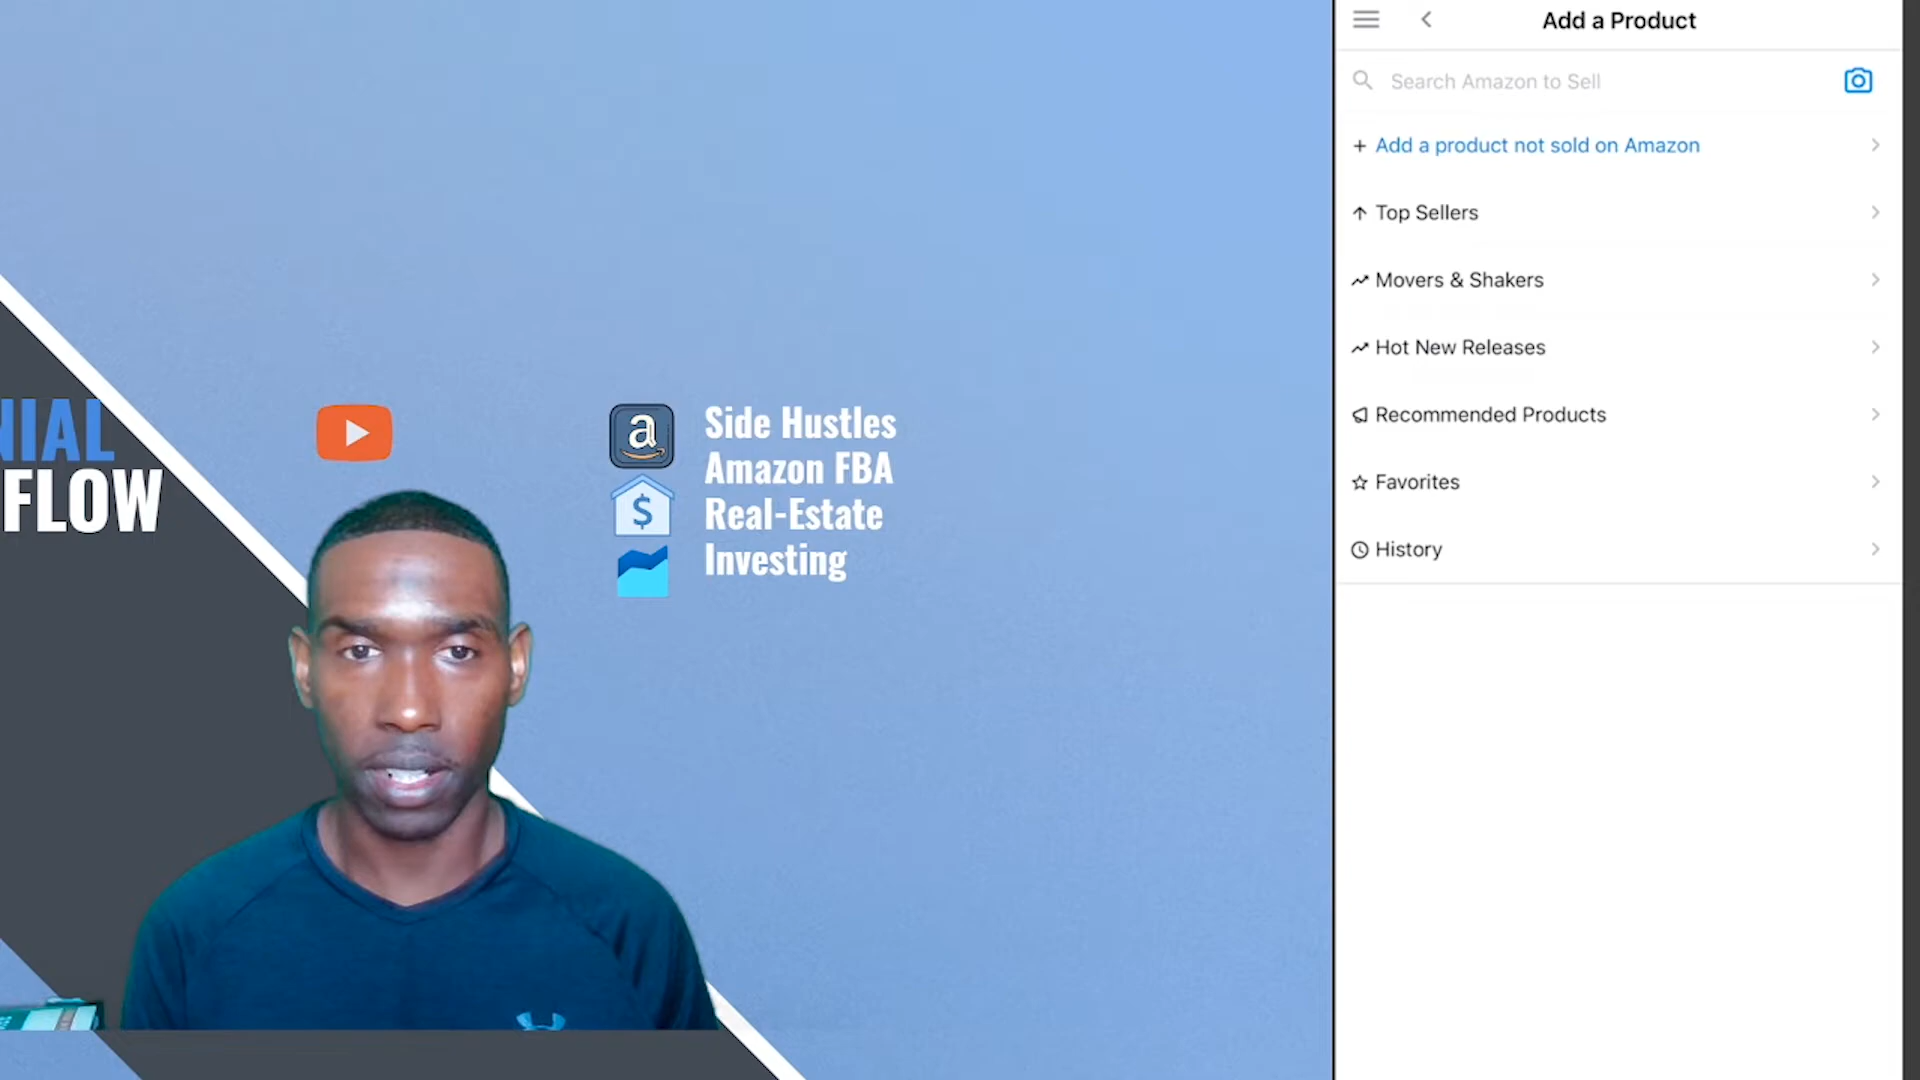 NIAL
FLOW
Side Hustles
Amazon FBA
Real-Estate
Investing
Add a Product
Search Amazon to Sell
+ Add a product not sold on Amazon
Top Sellers
Movers & Shakers
Hot New Releases
Recommended Products
Favorites
History